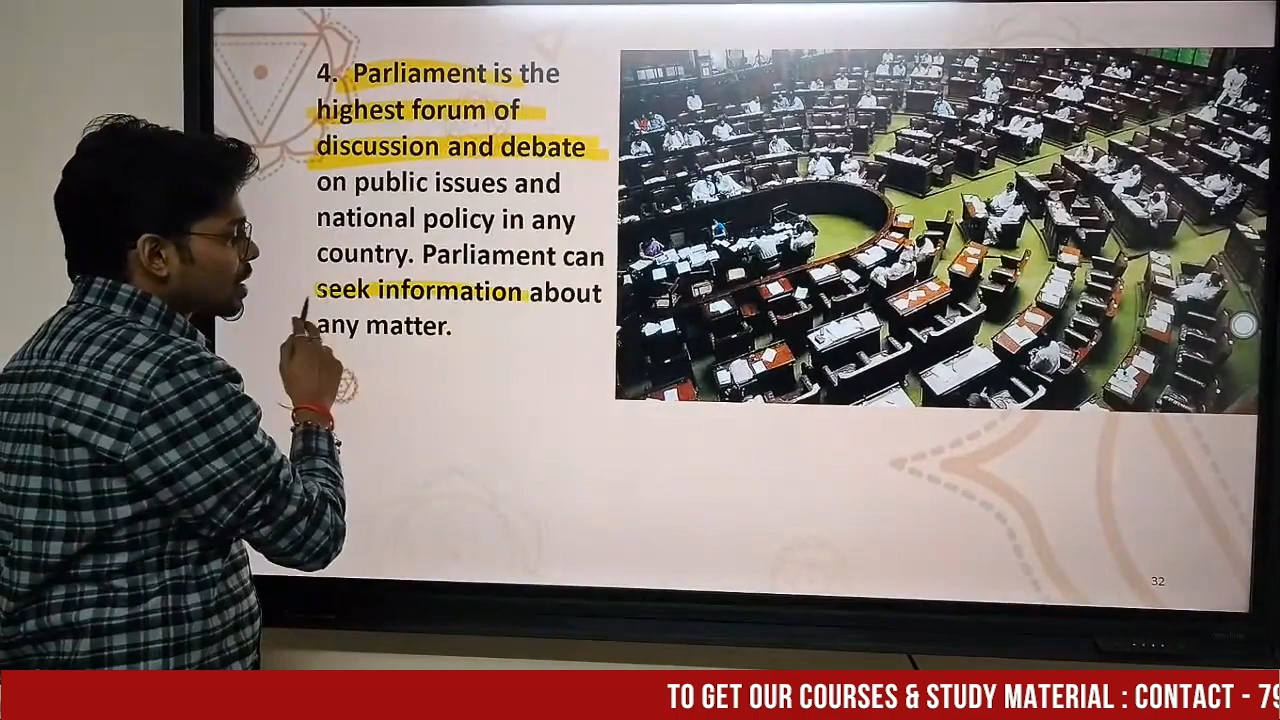 4. Parliament is the
highest forum of
discussion and debate
on public issues and
national policy in any
country. Parliament can
seek information about
any matter.
32
TO GET OUR COURSES & STUDY MATERIAL : CONTACT - 79